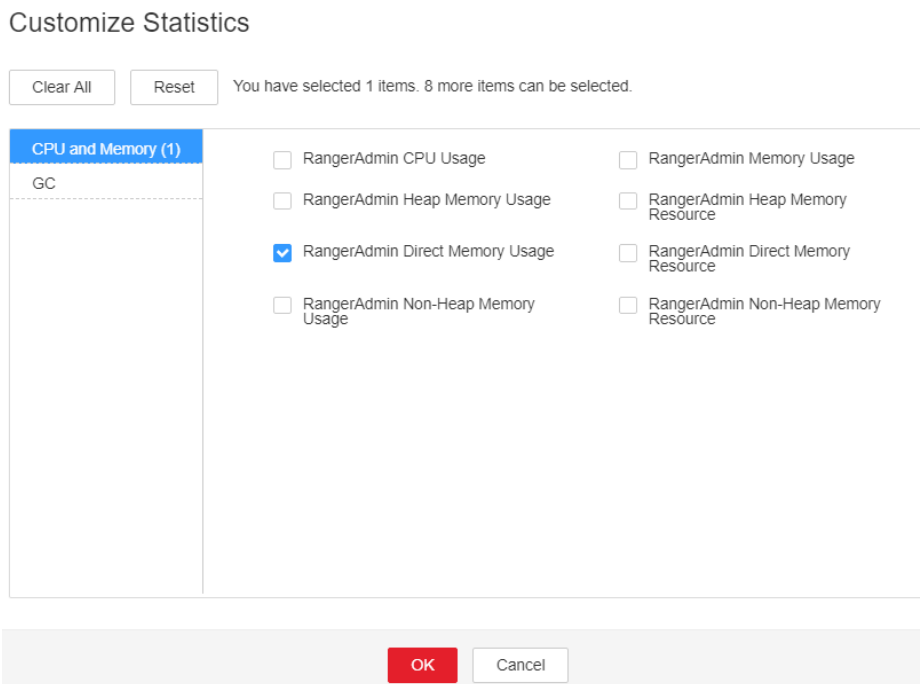 Customize Statistics
Clear All
Reset
You have selected 1 items. 8 more items can be selected.
CPU and Memory (1)
GC
RangerAdmin CPU Usage
RangerAdmin Memory Usage
RangerAdmin Heap Memory Usage
RangerAdmin Heap Memory
Resource
RangerAdmin Direct Memory Usage
RangerAdmin Direct Memory
Resource
RangerAdmin Non-Heap Memory
Usage
RangerAdmin Non-Heap Memory
Resource
OK
Cancel